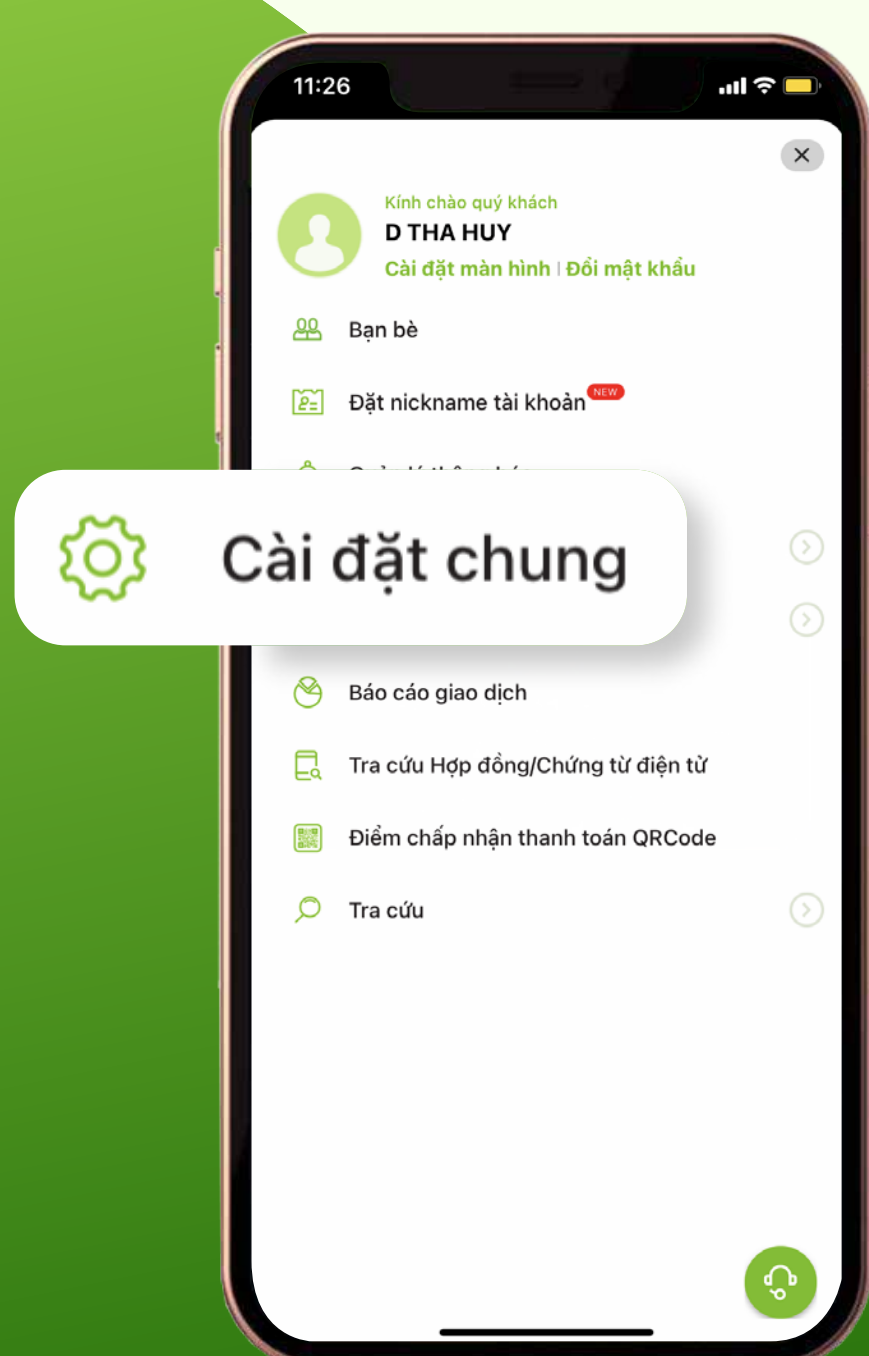 11:26
Kính chào quý khách
D THA HUY
Cài đặt màn hình | Đổi mật khẩu
Bạn bè
Đặt nickname tài khoản NEW
Cài đặt chung
Báo cáo giao dịch
Tra cứu Hợp đồng/Chứng từ điện tử
Điểm chấp nhận thanh toán QRCode
Tra cứu